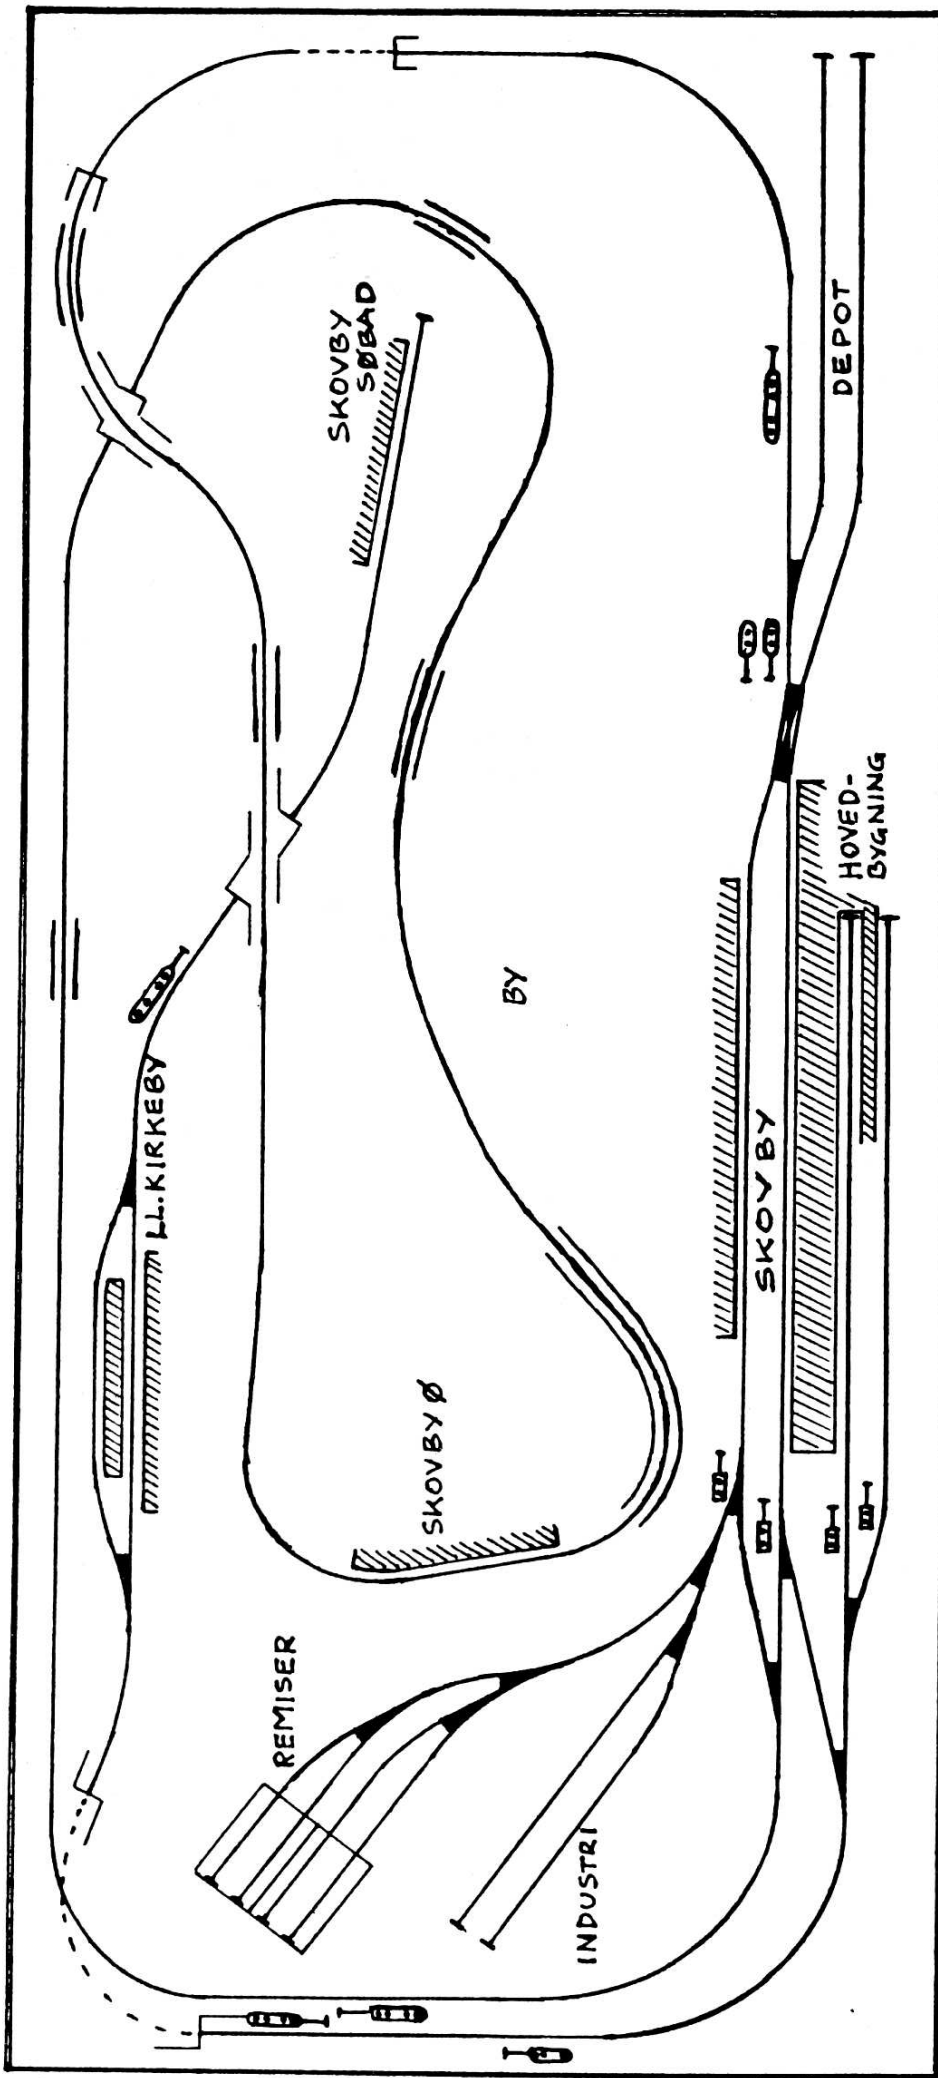 SKOVBY
SØBAD
LL.KIRKEBY
DEPOT
HOVED-
BYGNING
BY
SKOVBY
SKOVBY Ø
REMISER
INDUSTRI